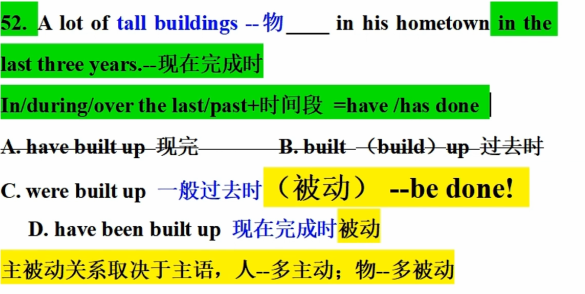 52. A lot of tall buildings --物____ in his hometown in the
last three years.--现在完成时
In/during/over the last/past+时间段 =have /has done
A. have built up 现完 B. built （build）up 过去时
C. were built up 一般过去时（被动） --be done!
D. have been built up 现在完成时被动
主被动关系取决于主语，人--多主动；物--多被动